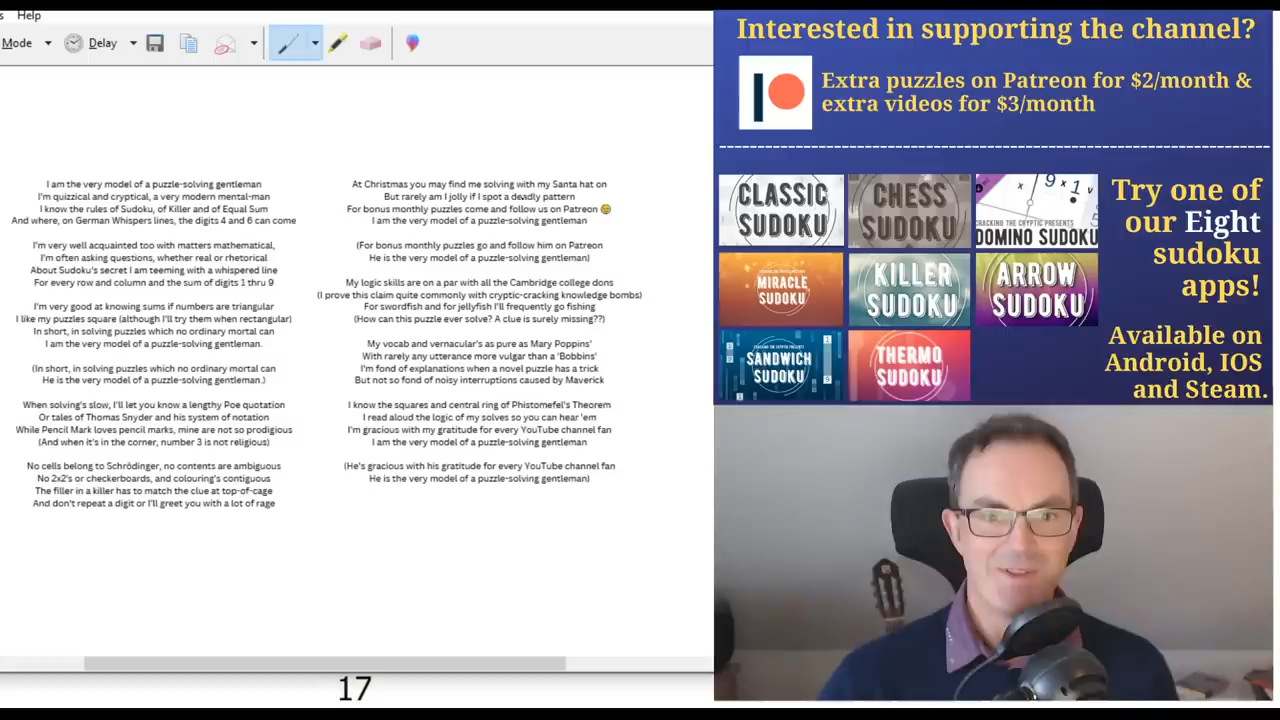 s Help
Mode Delay
I am the very model of a puzzle-solving gentleman
I'm quizzical and cryptical, a very modern mental-man
I know the rules of Sudoku, of Killer and of Equal Sum
And where, on German Whispers lines, the digits 4 and 6 can come
I'm very well acquainted too with matters mathematical,
I'm often asking questions, whether real or rhetorical
About Sudoku's secret I am teeming with a whispered line
For every row and column and the sum of digits 1 thru 9
I'm very good at knowing sums if numbers are triangular
I like my puzzles square (although I'll try them when rectangular)
In short, in solving puzzles which no ordinary mortal can
I am the very model of a puzzle-solving gentleman.
(In short, in solving puzzles which no ordinary mortal can
He is the very model of a puzzle-solving gentleman.)
When solving's slow, I'll let you know a lengthy Poe quotation
Or tales of Thomas Snyder and his system of notation
While Pencil Mark loves pencil marks, mine are not so prodigious
(And when it's in the corner, number 3 is not religious)
No cells belong to Schrödinger, no contents are ambiguous
No 2x2's or checkerboards, and colouring's contiguous
The filler in a killer has to match the clue at top-of-cage
And don't repeat a digit or I'll greet you with a lot of rage
At Christmas you may find me solving with my Santa hat on
But rarely am I jolly if I spot a deadly pattern
For bonus monthly puzzles come and follow us on Patreon 😉
I am the very model of a puzzle-solving gentleman
(For bonus monthly puzzles go and follow him on Patreon
He is the very model of a puzzle-solving gentleman)
My logic skills are on a par with all the Cambridge college dons
(I prove this claim quite commonly with cryptic-cracking knowledge bombs)
For swordfish and for jellyfish I'll frequently go fishing
(How can this puzzle ever solve? A clue is surely missing??)
My vocab and vernacular's as pure as Mary Poppins'
With rarely any utterance more vulgar than a 'Bobbins'
I'm fond of explanations when a novel puzzle has a trick
But not so fond of noisy interruptions caused by Maverick
I know the squares and central ring of Phistomefel's Theorem
I read aloud the logic of my solves so you can hear 'em
I'm gracious with my gratitude for every YouTube channel fan
I am the very model of a puzzle-solving gentleman
(He's gracious with his gratitude for every YouTube channel fan
He is the very model of a puzzle-solving gentleman)
17
Interested in supporting the channel?
Extra puzzles on Patreon for $2/month &
extra videos for $3/month
CLASSIC
SUDOKU
CHESS
SUDOKU
9 1
CRACKING THE CRYPTIC PRESENTS
DOMINO SUDOKU
MIRACLE
SUDOKU
KILLER
SUDOKU
ARROW
SUDOKU
SANDWICH
SUDOKU
THERMO
SUDOKU
Try one of
our Eight
sudoku
apps!
Available on
Android, IOS
and Steam.